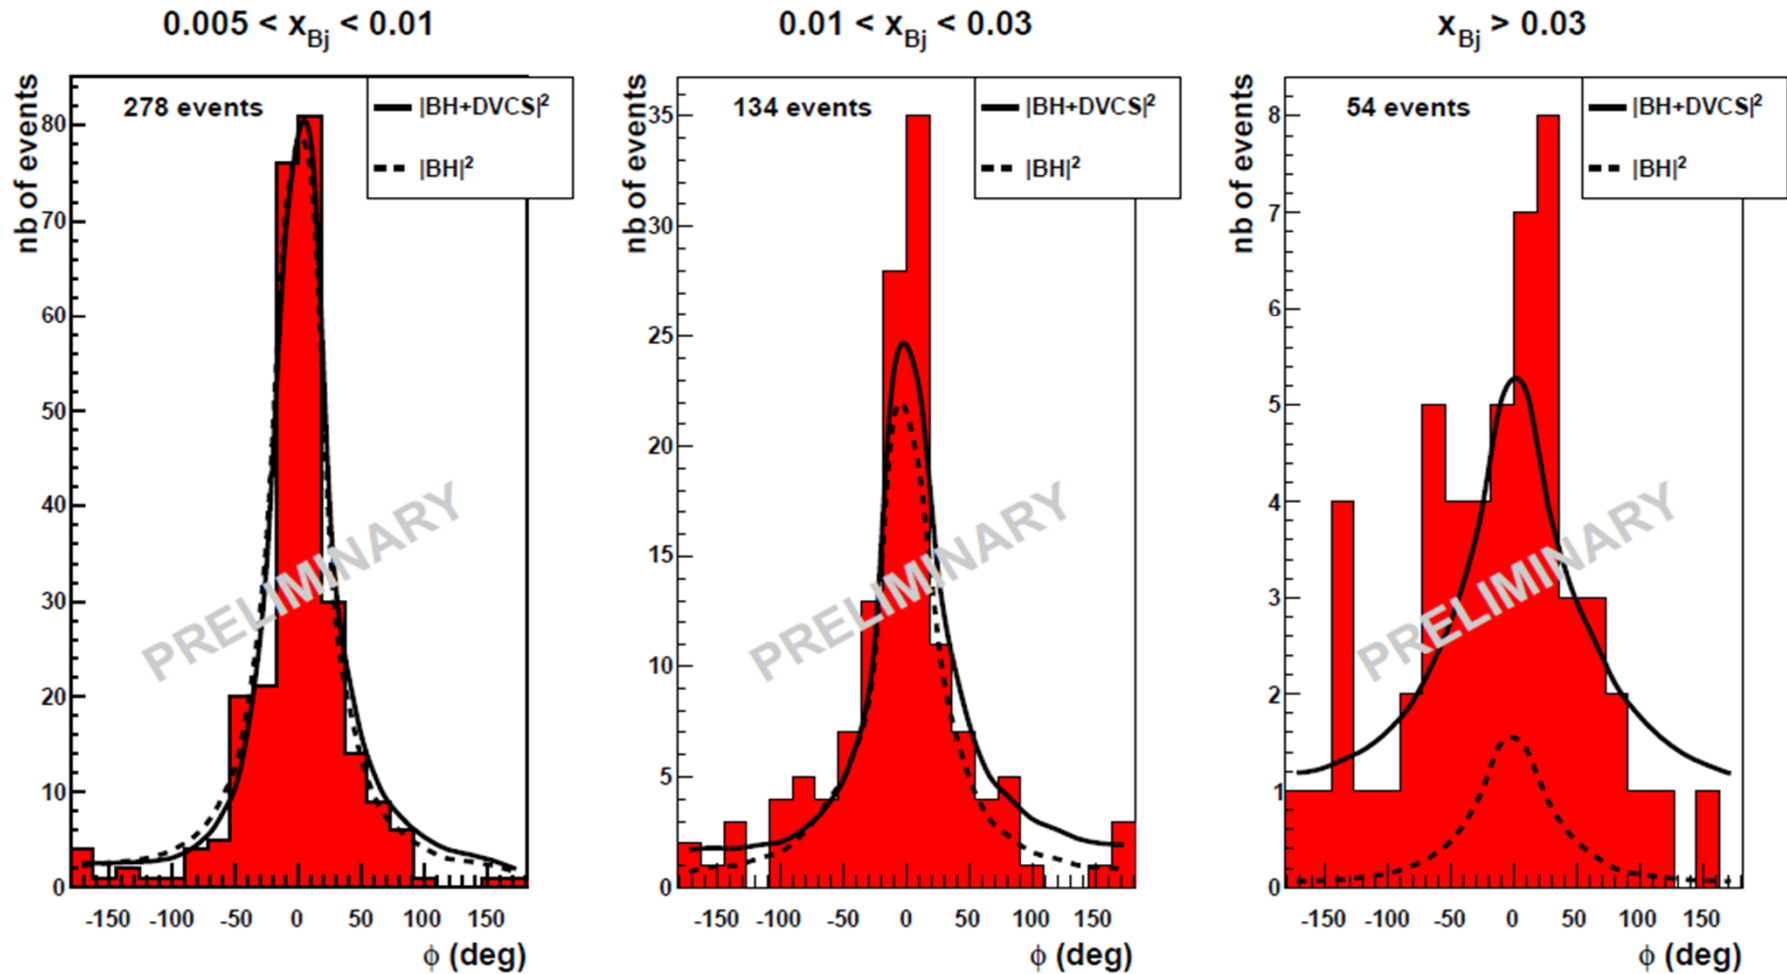 0.005 < xBj < 0.01
nb of events
278 events
|BH+DVCS|²
|BH|²
80
70
60
50
40
30
20
10
0
PRELIMINARY
-150 -100 -50 0 50 100 150
ϕ (deg)
0.01 < xBj < 0.03
nb of events
134 events
|BH+DVCS|²
|BH|²
35
30
25
20
15
10
5
0
PRELIMINARY
-150 -100 -50 0 50 100 150
ϕ (deg)
xBj > 0.03
nb of events
54 events
|BH+DVCS|²
|BH|²
8
7
6
5
4
3
2
1
0
PRELIMINARY
-150 -100 -50 0 50 100 150
ϕ (deg)